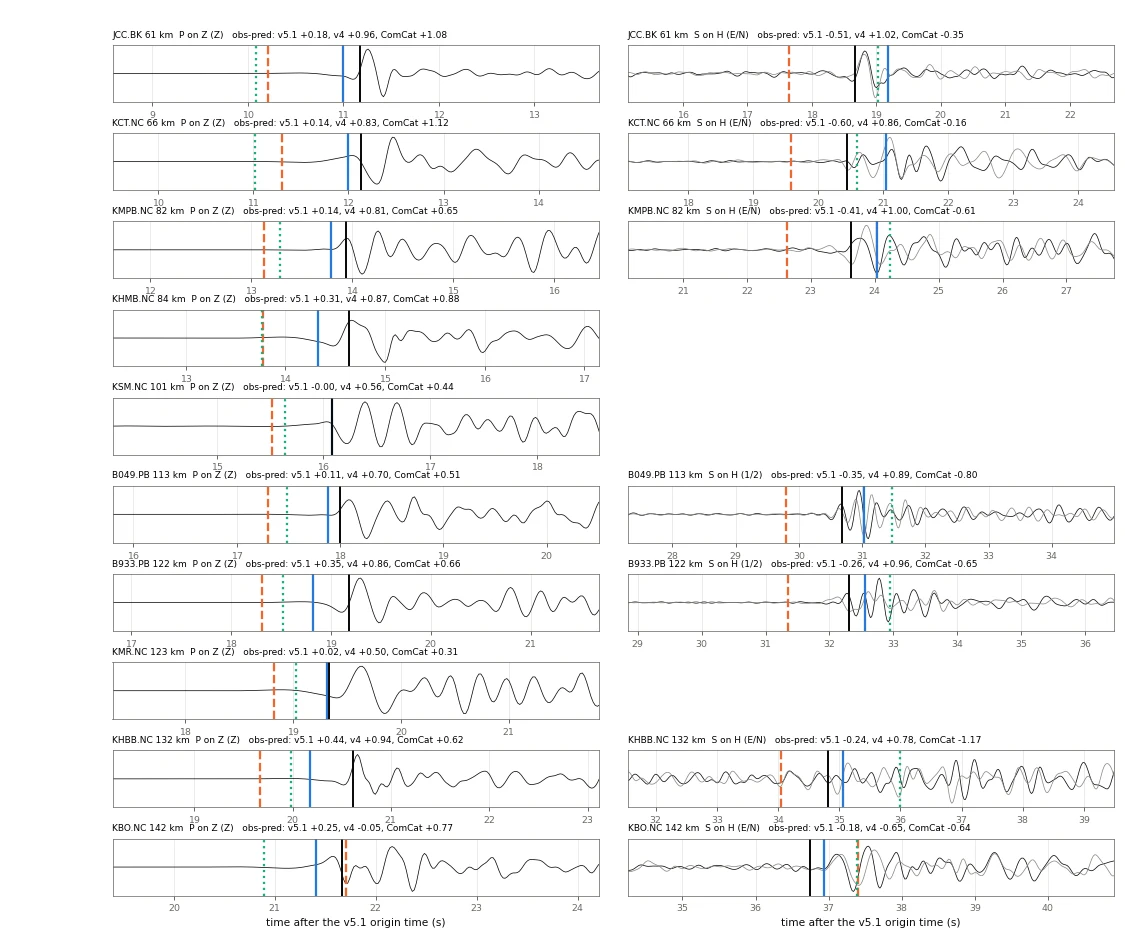 JCC.BK 61 km P on Z (Z) obs-pred: v5.1 +0.18, v4 +0.96, ComCat +1.08
9 10 11 12 13
JCC.BK 61 km S on H (E/N) obs-pred: v5.1 -0.51, v4 +1.02, ComCat -0.35
16 17 18 19 20 21 22
KCT.NC 66 km P on Z (Z) obs-pred: v5.1 +0.14, v4 +0.83, ComCat +1.12
10 11 12 13 14
KCT.NC 66 km S on H (E/N) obs-pred: v5.1 -0.60, v4 +0.86, ComCat -0.16
18 19 20 21 22 23 24
KMPB.NC 82 km P on Z (Z) obs-pred: v5.1 +0.14, v4 +0.81, ComCat +0.65
12 13 14 15 16
KMPB.NC 82 km S on H (E/N) obs-pred: v5.1 -0.41, v4 +1.00, ComCat -0.61
21 22 23 24 25 26 27
KHMB.NC 84 km P on Z (Z) obs-pred: v5.1 +0.31, v4 +0.87, ComCat +0.88
13 14 15 16 17
KSM.NC 101 km P on Z (Z) obs-pred: v5.1 -0.00, v4 +0.56, ComCat +0.44
15 16 17 18
B049.PB 113 km P on Z (Z) obs-pred: v5.1 +0.11, v4 +0.70, ComCat +0.51
16 17 18 19 20
B049.PB 113 km S on H (1/2) obs-pred: v5.1 -0.35, v4 +0.89, ComCat -0.80
28 29 30 31 32 33 34
B933.PB 122 km P on Z (Z) obs-pred: v5.1 +0.35, v4 +0.86, ComCat +0.66
17 18 19 20 21
B933.PB 122 km S on H (1/2) obs-pred: v5.1 -0.26, v4 +0.96, ComCat -0.65
29 30 31 32 33 34 35 36
KMR.NC 123 km P on Z (Z) obs-pred: v5.1 +0.02, v4 +0.50, ComCat +0.31
18 19 20 21
KHBB.NC 132 km P on Z (Z) obs-pred: v5.1 +0.44, v4 +0.94, ComCat +0.62
19 20 21 22 23
KHBB.NC 132 km S on H (E/N) obs-pred: v5.1 -0.24, v4 +0.78, ComCat -1.17
32 33 34 35 36 37 38 39
KBO.NC 142 km P on Z (Z) obs-pred: v5.1 +0.25, v4 -0.05, ComCat +0.77
20 21 22 23 24
time after the v5.1 origin time (s)
KBO.NC 142 km S on H (E/N) obs-pred: v5.1 -0.18, v4 -0.65, ComCat -0.64
35 36 37 38 39 40
time after the v5.1 origin time (s)